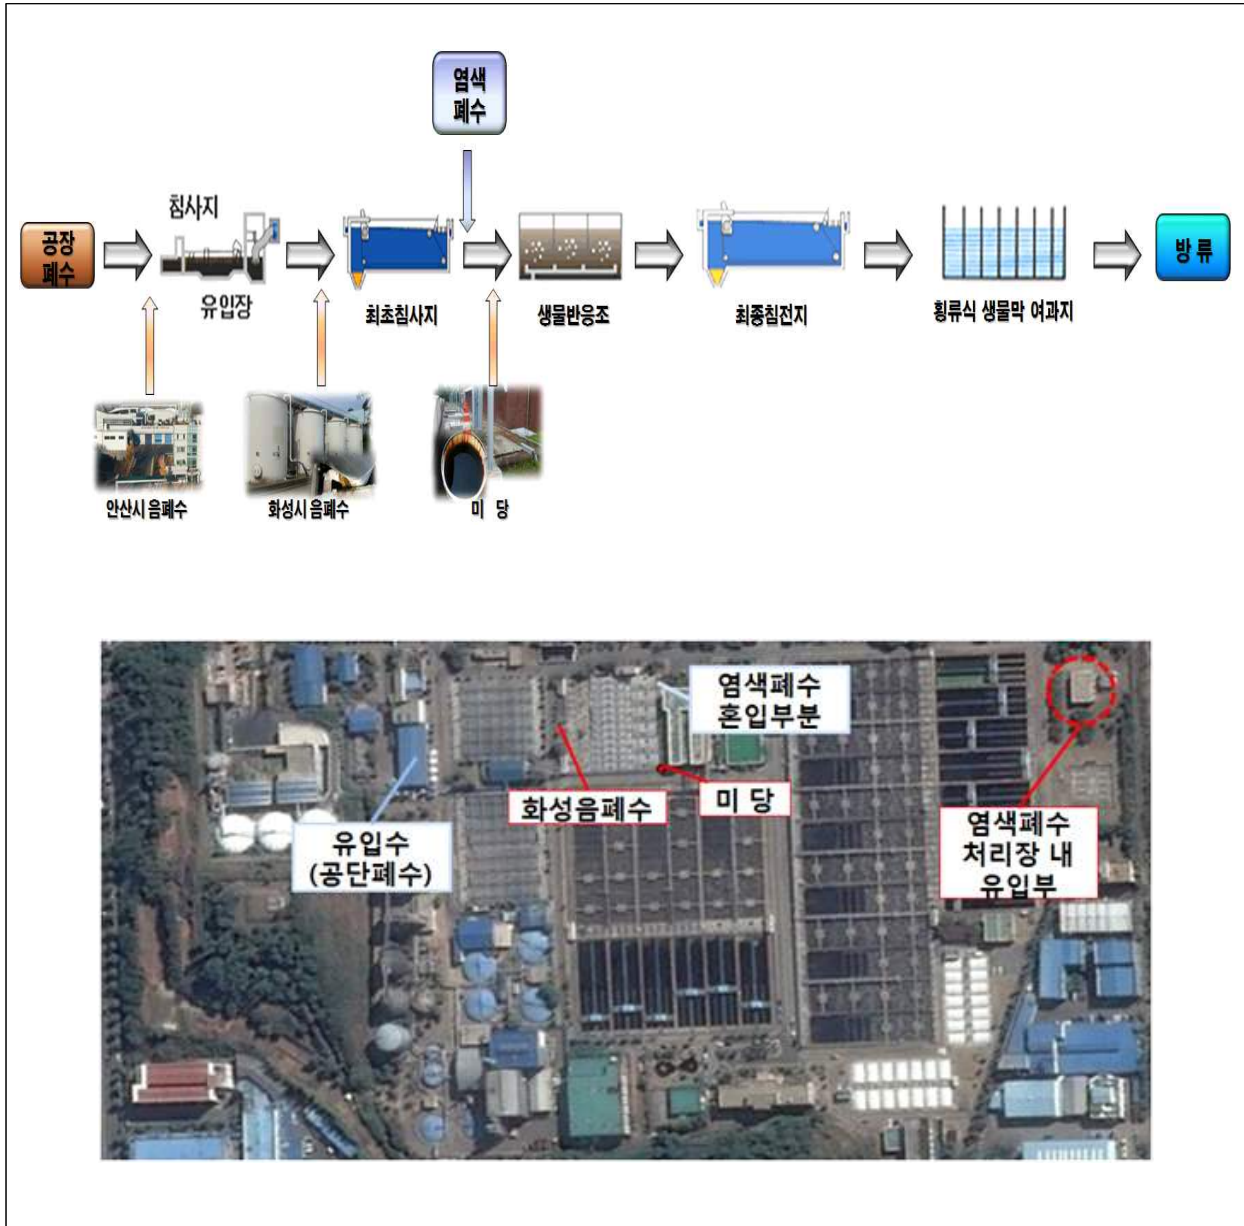 염색
폐수
침사지
공장
폐수
유입장
최초침사지
생물반응조
최종침전지
횡류식 생물막 여과지
방 류
안산시 음폐수
화성시 음폐수
미 당
염색폐수
혼입부분
화성음폐수
미 당
유입수
(공단폐수)
염색폐수
처리장 내
유입부